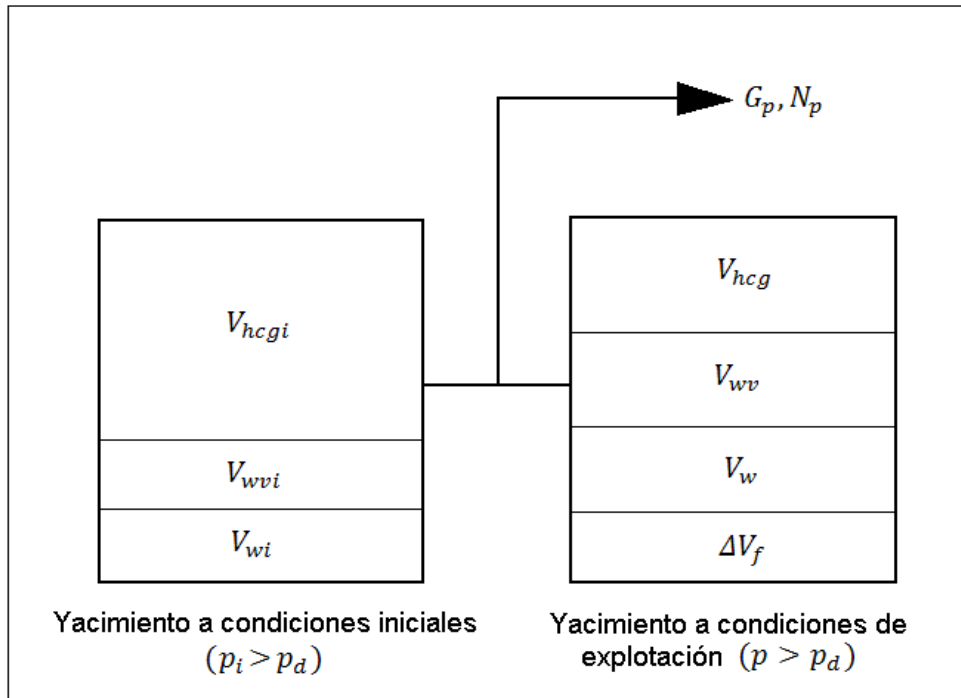 G_p, N_p
V_hcgi
V_wvi
V_wi
V_hcg
V_wv
V_w
ΔV_f
Yacimiento a condiciones iniciales
(p_i > p_d)
Yacimiento a condiciones de
explotación (p > p_d)